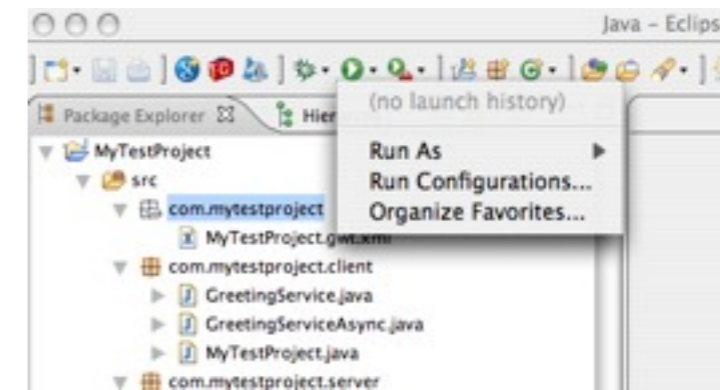 Java – Eclips
Package Explorer
Hier
(no launch history)
Run As
Run Configurations...
Organize Favorites...
MyTestProject
src
com.mytestproject
MyTestProject.gwt.xml
com.mytestproject.client
GreetingService.java
GreetingServiceAsync.java
MyTestProject.java
com.mytestproject.server